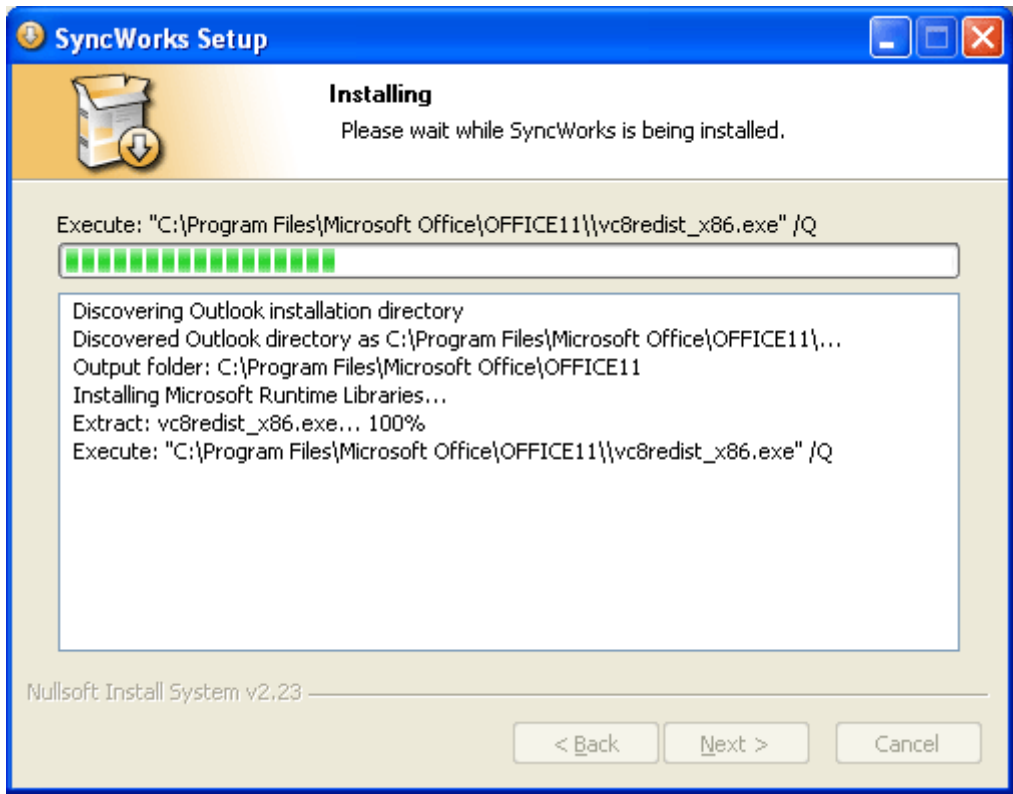 SyncWorks Setup
Installing
Please wait while SyncWorks is being installed.
Execute: "C:\Program Files\Microsoft Office\OFFICE11\\vc8redist_x86.exe" /Q
Discovering Outlook installation directory
Discovered Outlook directory as C:\Program Files\Microsoft Office\OFFICE11\...
Output folder: C:\Program Files\Microsoft Office\OFFICE11
Installing Microsoft Runtime Libraries...
Extract: vc8redist_x86.exe... 100%
Execute: "C:\Program Files\Microsoft Office\OFFICE11\\vc8redist_x86.exe" /Q
Nullsoft Install System v2.23
< Back Next > Cancel